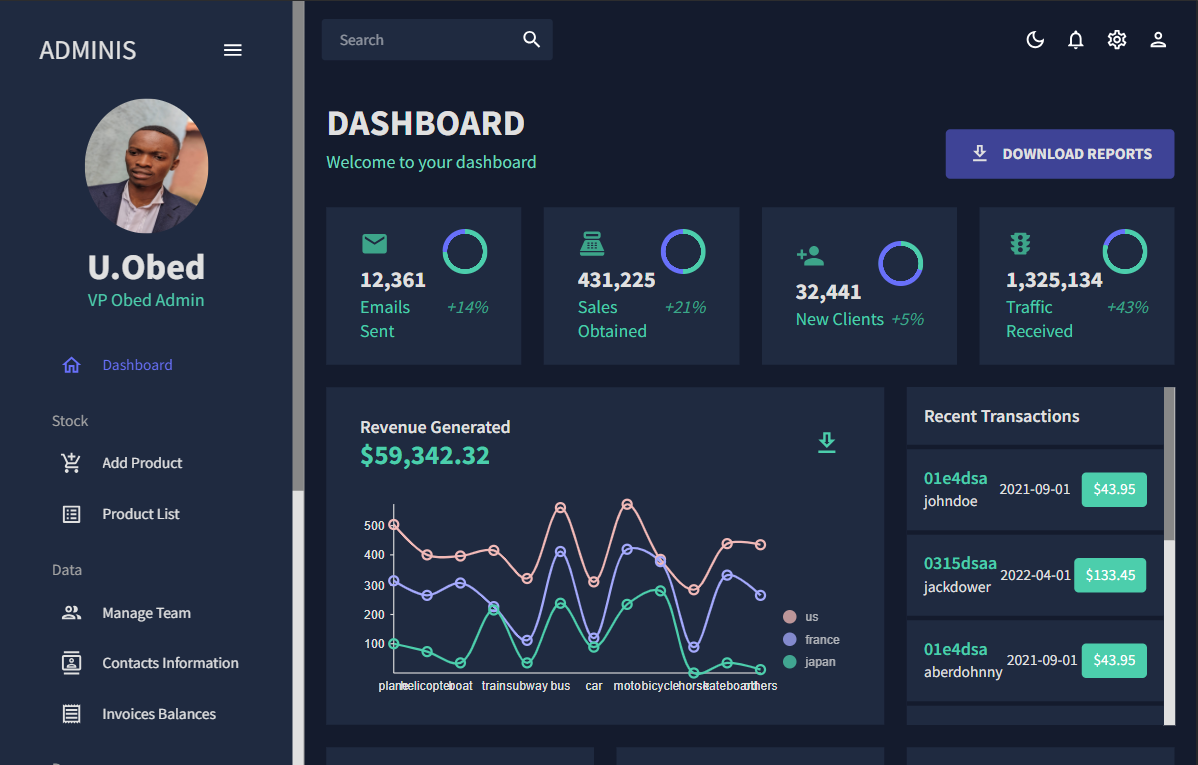 ADMINIS
U.Obed
VP Obed Admin
Dashboard
Stock
Add Product
Product List
Data
Manage Team
Contacts Information
Invoices Balances
Search
DASHBOARD
Welcome to your dashboard
DOWNLOAD REPORTS
12,361
Emails
Sent
+14%
431,225
Sales
Obtained
+21%
32,441
New Clients
+5%
1,325,134
Traffic
Received
+43%
Revenue Generated
$59,342.32
500
400
300
200
100
plane helicopter boat train subway bus car moto bicycle horse skateboard others
us
france
japan
Recent Transactions
01e4dsa
johndoe
2021-09-01
$43.95
0315dsaa
jackdower
2022-04-01
$133.45
01e4dsa
aberdohnny
2021-09-01
$43.95